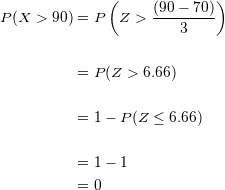 P(X > 90) = P(Z > (90 − 70)/3)
= P(Z > 6.66)
= 1 − P(Z ≤ 6.66)
= 1 − 1
= 0